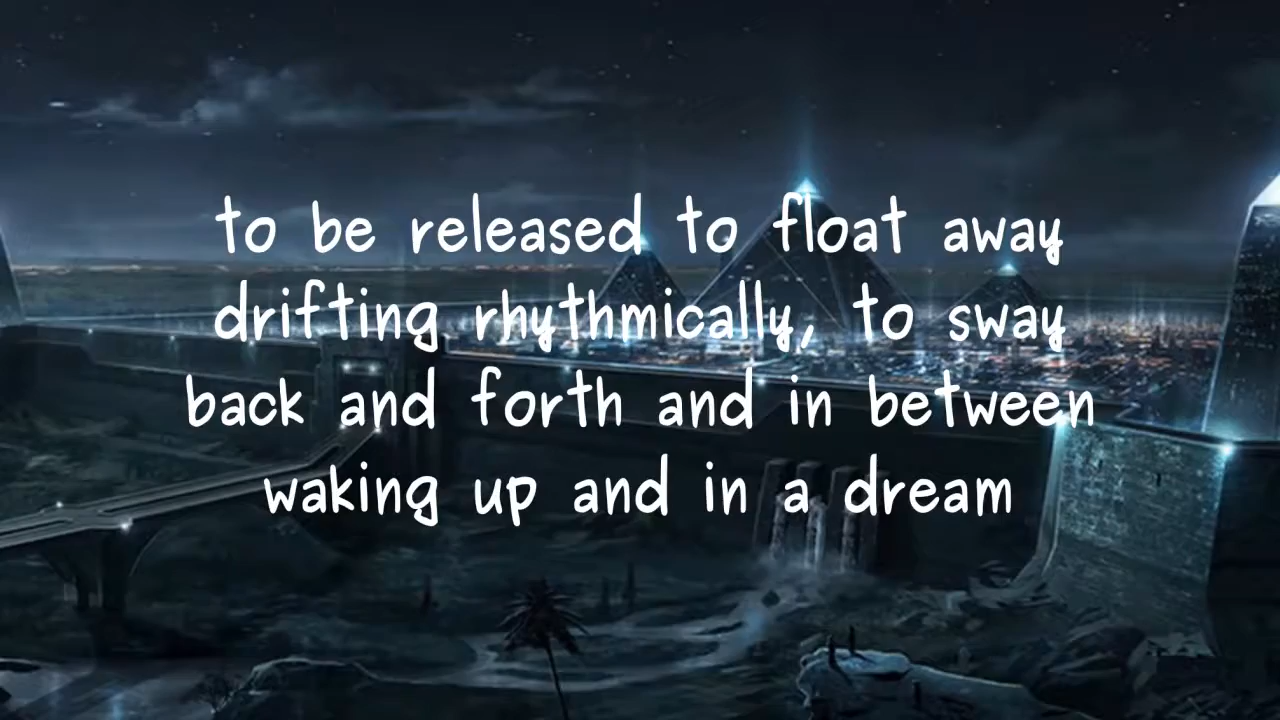 to be released to float away
drifting rhythmically, to sway
back and forth and in between
waking up and in a dream